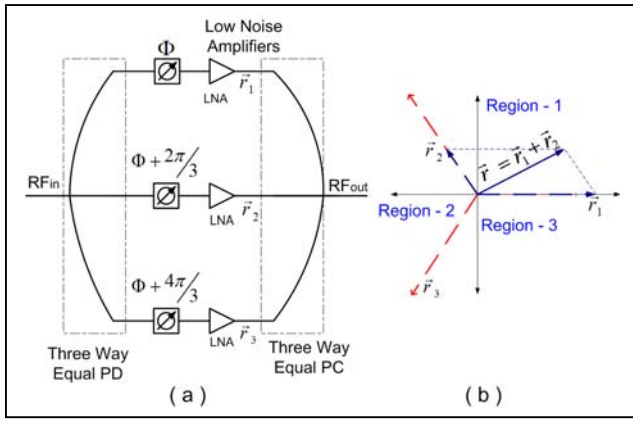 Low Noise
Amplifiers
Φ
LNA
r⃗₁
Φ + 2π/3
RFin
LNA
r⃗₂
RFout
Φ + 4π/3
LNA
r⃗₃
Three Way
Equal PD
Three Way
Equal PC
( a )
Region - 1
r⃗₂
r⃗ = r⃗₁ + r⃗₂
Region - 2
r⃗₁
Region - 3
r⃗₃
( b )